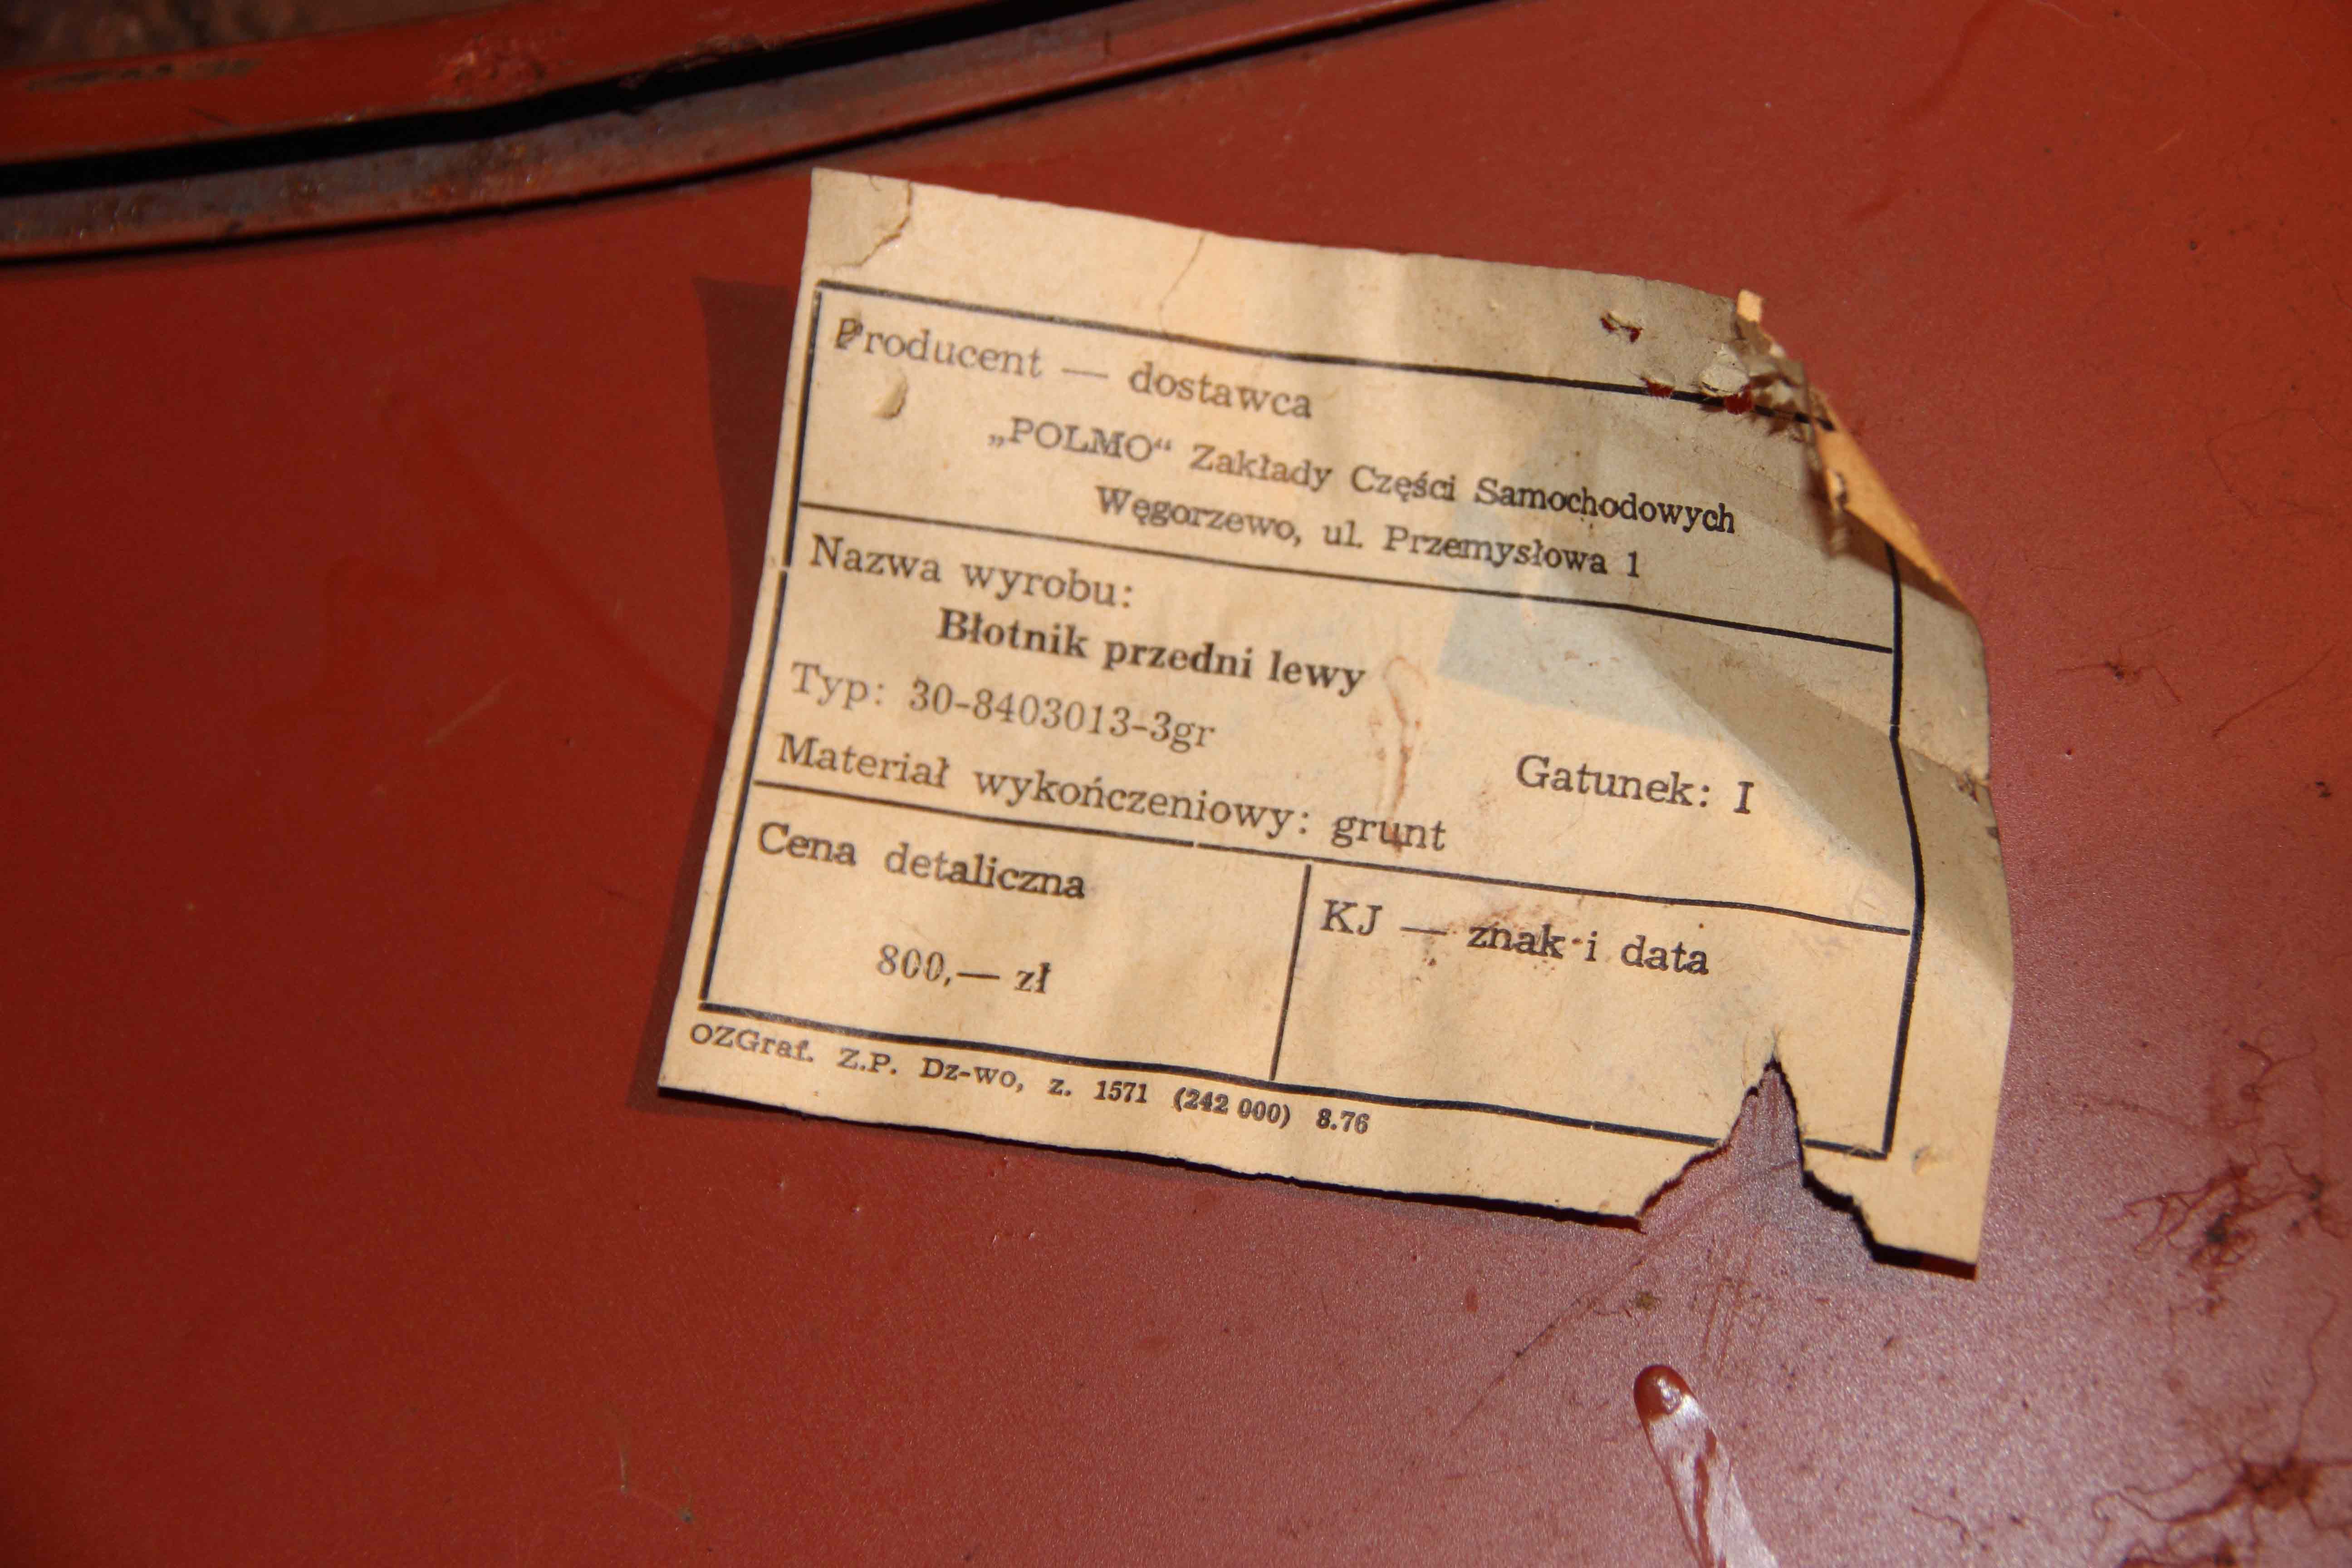 Producent — dostawca
„POLMO“ Zakłady Części Samochodowych
Węgorzewo, ul. Przemysłowa 1
Nazwa wyrobu:
Błotnik przedni lewy
Typ: 30-8403013-3gr
Gatunek: I
Materiał wykończeniowy: grunt
Cena detaliczna
800,— zł
KJ — znak i data
OZGraf. Z.P. Dz-wo, z. 1571 (242 000) 8.76